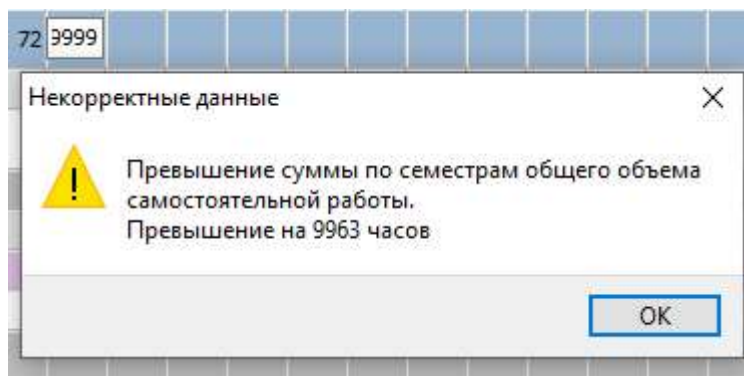 72 9999
Некорректные данные
Превышение суммы по семестрам общего объема
самостоятельной работы.
Превышение на 9963 часов
OK